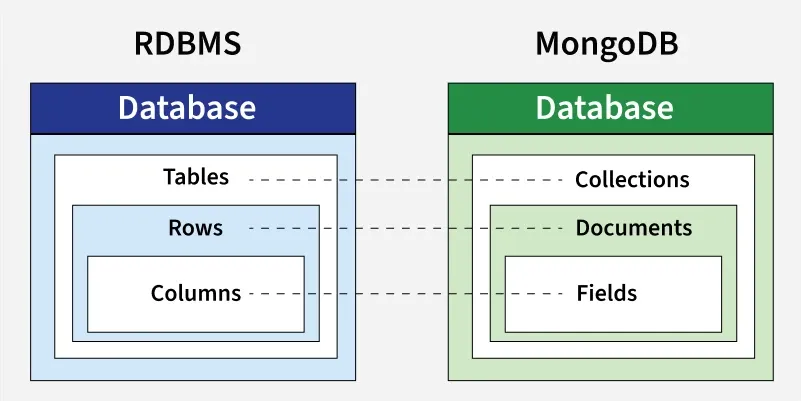 RDBMS
MongoDB
Database
Database
Tables
Collections
Rows
Documents
Columns
Fields